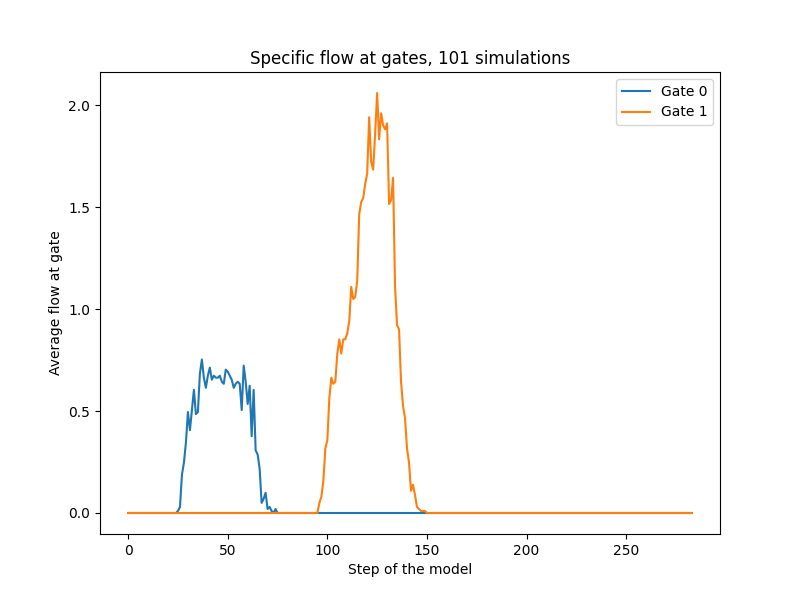 Specific flow at gates, 101 simulations
Gate 0
Gate 1
2.0
1.5
1.0
0.5
0.0
Average flow at gate
0 50 100 150 200 250
Step of the model